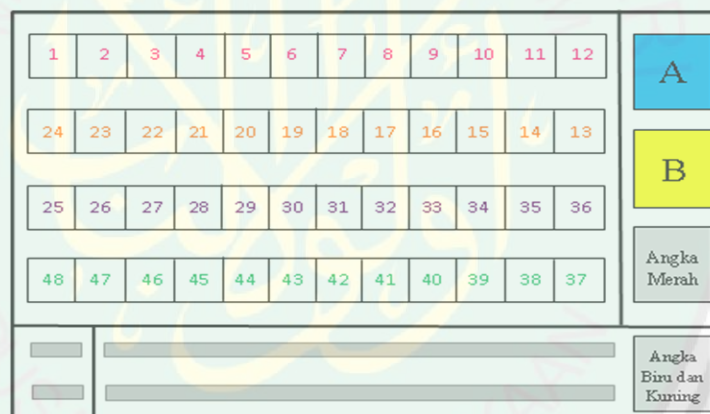 1 2 3 4 5 6 7 8 9 10 11 12
A
24 23 22 21 20 19 18 17 16 15 14 13
B
25 26 27 28 29 30 31 32 33 34 35 36
Angka
Merah
48 47 46 45 44 43 42 41 40 39 38 37
Angka
Biru dan
Kuning